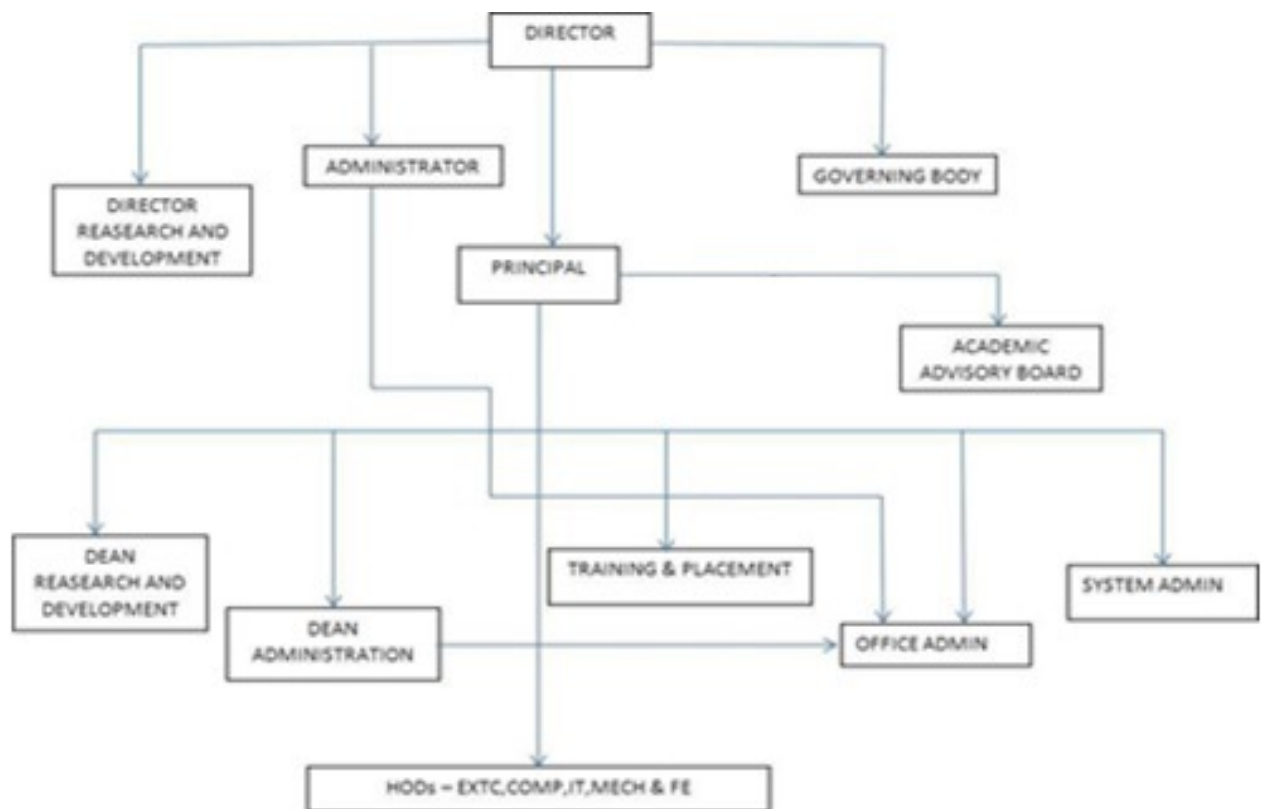 DIRECTOR
ADMINISTRATOR
GOVERNING BODY
DIRECTOR
REASEARCH AND
DEVELOPMENT
PRINCIPAL
ACADEMIC
ADVISORY BOARD
DEAN
REASEARCH AND
DEVELOPMENT
TRAINING & PLACEMENT
SYSTEM ADMIN
DEAN
ADMINISTRATION
OFFICE ADMIN
HODs – EXTC,COMP,IT,MECH & FE